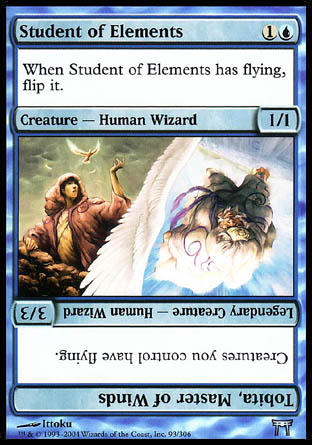 Student of Elements 1
When Student of Elements has flying,
flip it.
Creature — Human Wizard 1/1
3/3 Legendary Creature — Human Wizard
Creatures you control have flying.
Tobita, Master of Winds
Ittoku
™ & © 1993–2004 Wizards of the Coast, Inc. 93/306